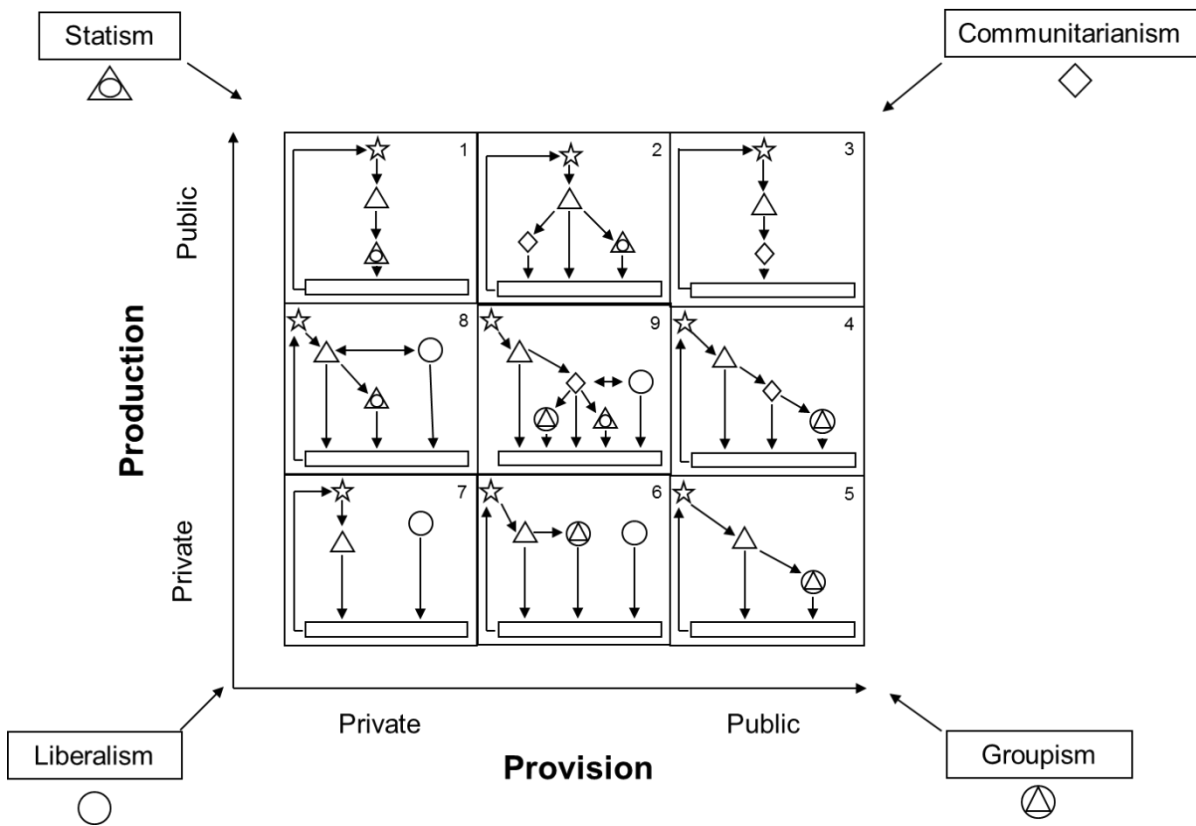 Statism
Communitarianism
1
2
3
Public
8
9
4
Production
7
6
5
Private
Private
Public
Liberalism
Provision
Groupism